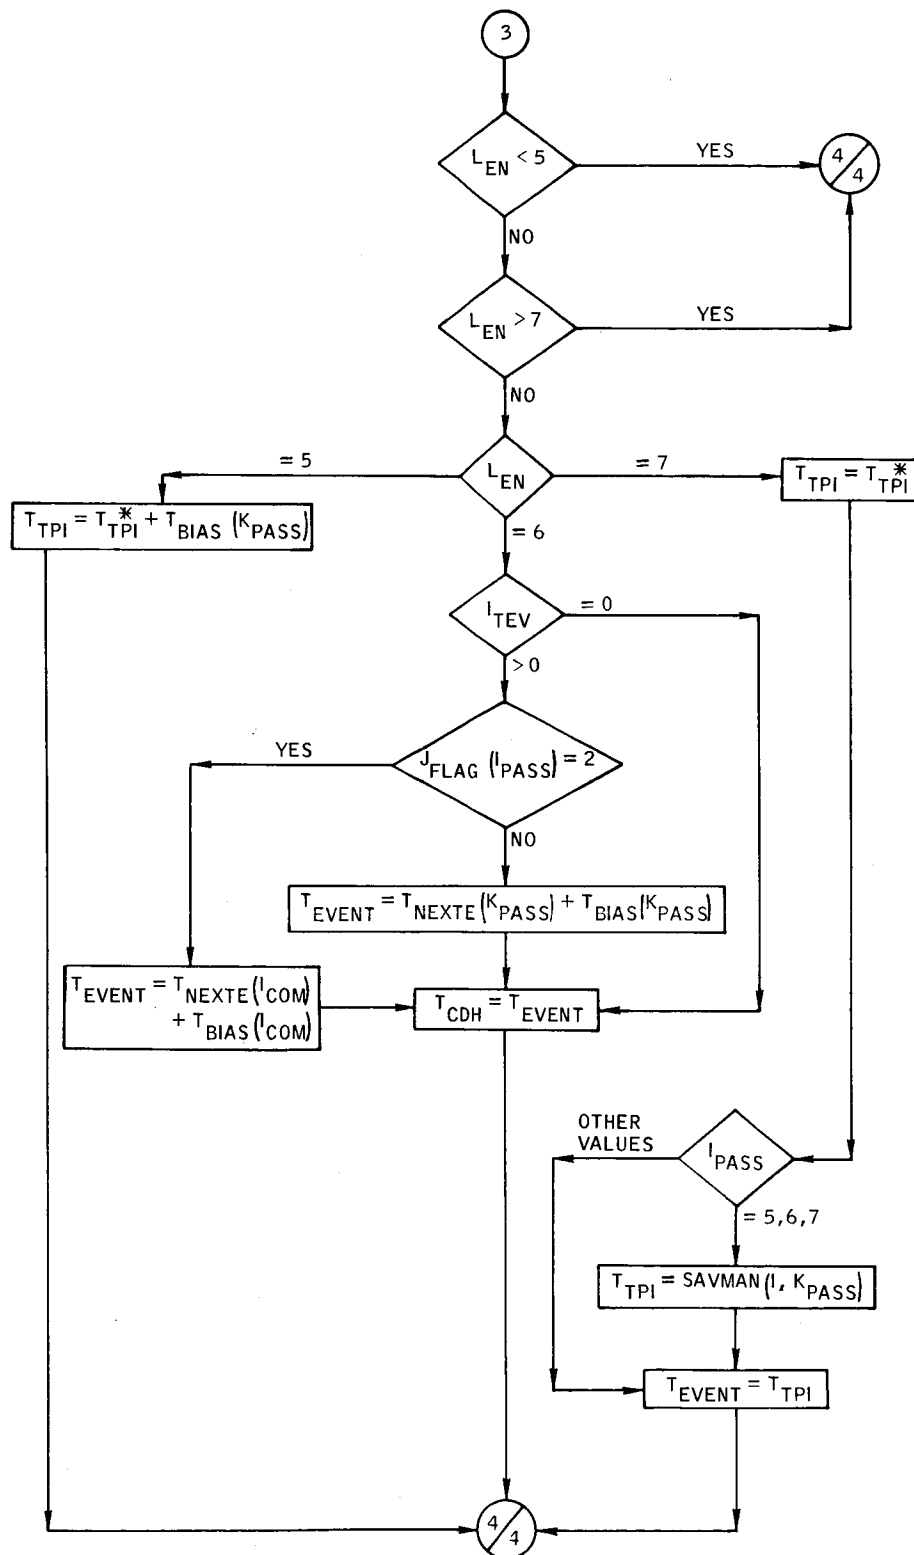 3
L_EN < 5
YES
4/4
NO
L_EN > 7
YES
NO
= 5
L_EN
= 7
T_TPI = T*_TPI
T_TPI = T*_TPI + T_BIAS (K_PASS)
= 6
I_TEV
= 0
> 0
YES
J_FLAG (I_PASS) = 2
NO
T_EVENT = T_NEXTE(K_PASS) + T_BIAS(K_PASS)
T_EVENT = T_NEXTE(I_COM)
+ T_BIAS(I_COM)
T_CDH = T_EVENT
OTHER
VALUES
I_PASS
= 5,6,7
T_TPI = SAVMAN(I, K_PASS)
T_EVENT = T_TPI
4/4